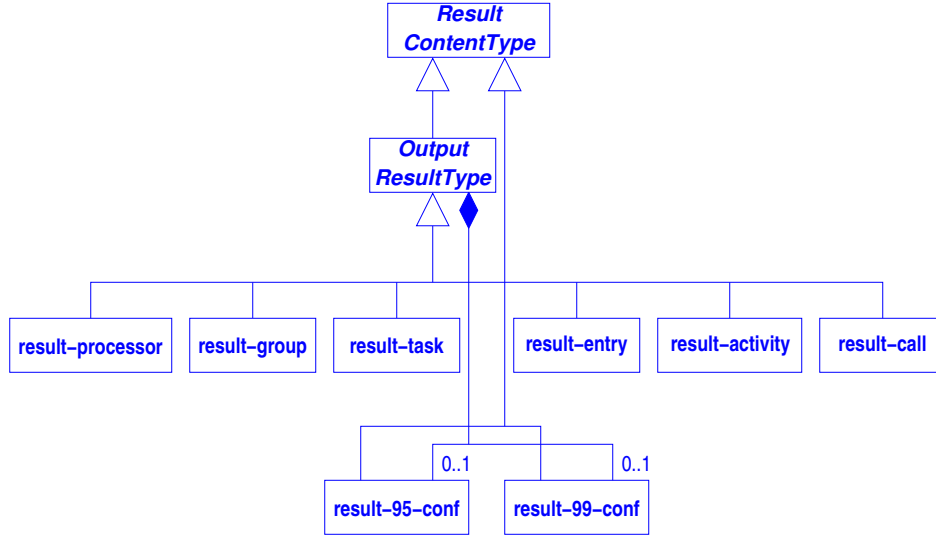 Result
ContentType
Output
ResultType
result−processor
result−group
result−task
result−entry
result−activity
result−call
0..1
0..1
result−95−conf
result−99−conf